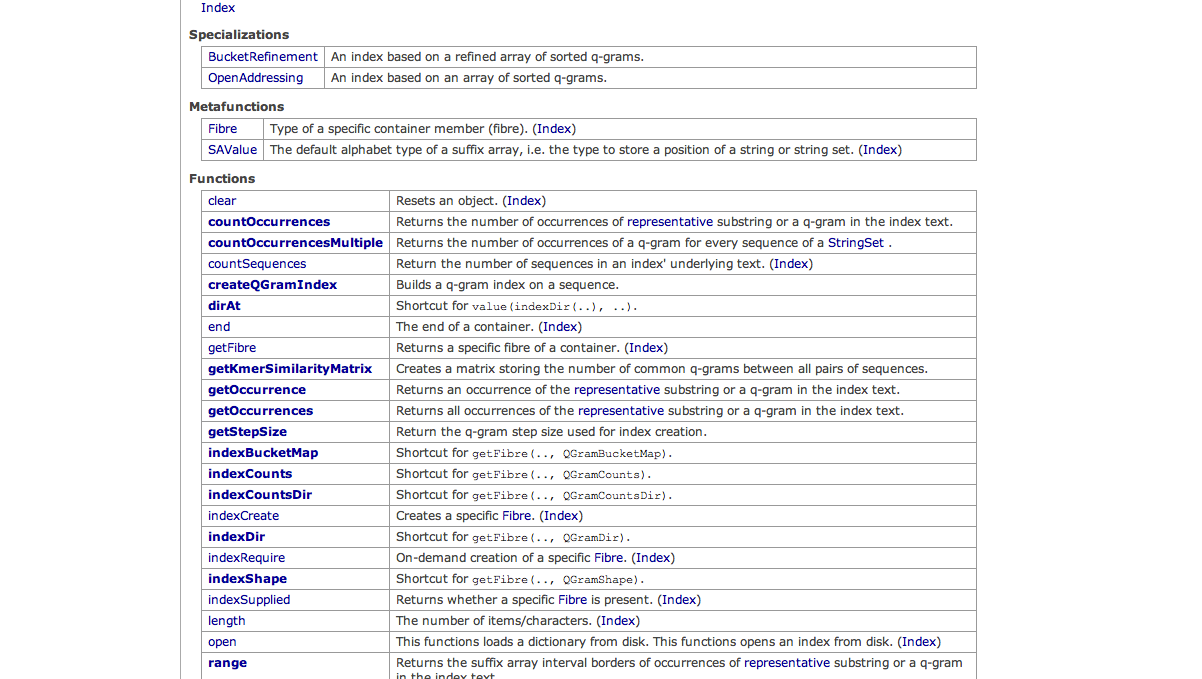 Index
Specializations
BucketRefinement An index based on a refined array of sorted q-grams.
OpenAddressing An index based on an array of sorted q-grams.
Metafunctions
Fibre Type of a specific container member (fibre). (Index)
SAValue The default alphabet type of a suffix array, i.e. the type to store a position of a string or string set. (Index)
Functions
clear Resets an object. (Index)
countOccurrences Returns the number of occurrences of representative substring or a q-gram in the index text.
countOccurrencesMultiple Returns the number of occurrences of a q-gram for every sequence of a StringSet .
countSequences Return the number of sequences in an index' underlying text. (Index)
createQGramIndex Builds a q-gram index on a sequence.
dirAt Shortcut for value(indexDir(..), ..).
end The end of a container. (Index)
getFibre Returns a specific fibre of a container. (Index)
getKmerSimilarityMatrix Creates a matrix storing the number of common q-grams between all pairs of sequences.
getOccurrence Returns an occurrence of the representative substring or a q-gram in the index text.
getOccurrences Returns all occurrences of the representative substring or a q-gram in the index text.
getStepSize Return the q-gram step size used for index creation.
indexBucketMap Shortcut for getFibre(.., QGramBucketMap).
indexCounts Shortcut for getFibre(.., QGramCounts).
indexCountsDir Shortcut for getFibre(.., QGramCountsDir).
indexCreate Creates a specific Fibre. (Index)
indexDir Shortcut for getFibre(.., QGramDir).
indexRequire On-demand creation of a specific Fibre. (Index)
indexShape Shortcut for getFibre(.., QGramShape).
indexSupplied Returns whether a specific Fibre is present. (Index)
length The number of items/characters. (Index)
open This functions loads a dictionary from disk. This functions opens an index from disk. (Index)
range Returns the suffix array interval borders of occurrences of representative substring or a q-gram
in the index text.